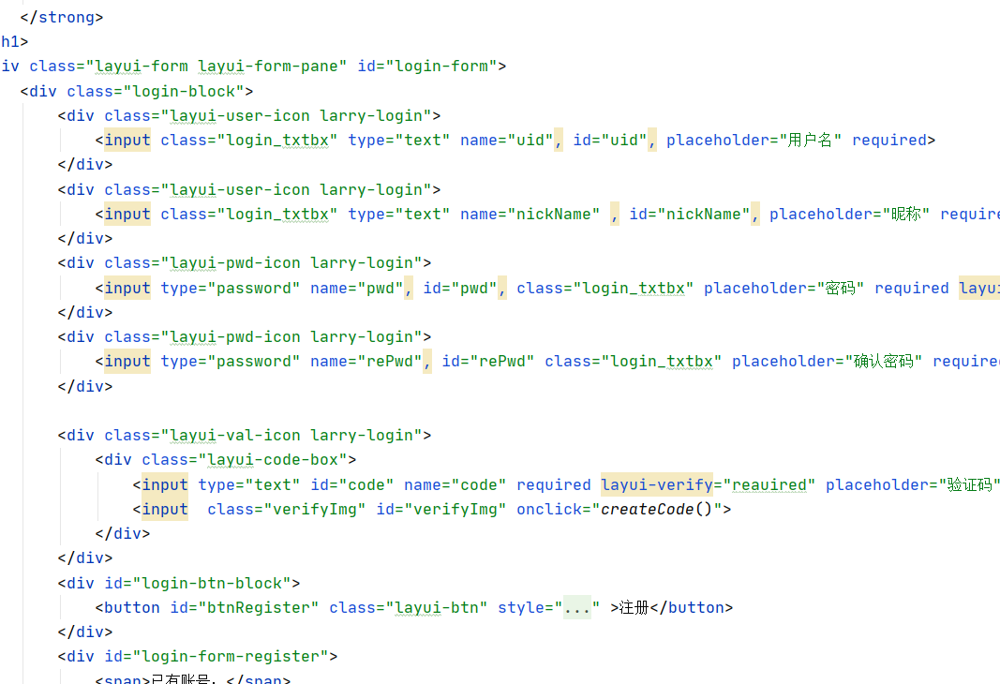 </strong>
h1>
iv class="layui-form layui-form-pane" id="login-form">
<div class="login-block">
<div class="layui-user-icon larry-login">
<input class="login_txtbx" type="text" name="uid", id="uid", placeholder="用户名" required>
</div>
<div class="layui-user-icon larry-login">
<input class="login_txtbx" type="text" name="nickName" , id="nickName", placeholder="昵称" require
</div>
<div class="layui-pwd-icon larry-login">
<input type="password" name="pwd", id="pwd", class="login_txtbx" placeholder="密码" required layui
</div>
<div class="layui-pwd-icon larry-login">
<input type="password" name="rePwd", id="rePwd" class="login_txtbx" placeholder="确认密码" required
</div>
<div class="layui-val-icon larry-login">
<div class="layui-code-box">
<input type="text" id="code" name="code" required layui-verify="reauired" placeholder="验证码"
<input  class="verifyImg" id="verifyImg" onclick="createCode()">
</div>
</div>
<div id="login-btn-block">
<button id="btnRegister" class="layui-btn" style="..." >注册</button>
</div>
<div id="login-form-register">
<span>已有账号，</span>